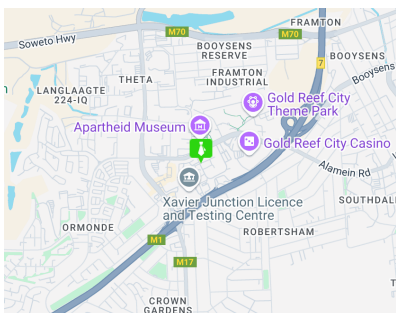 FRAMTON
M70
M70
Soweto Hwy
BOOYSENS
RESERVE
BOOYSENS
7
THETA
FRAMTON
INDUSTRIAL
Booysens
LANGLAAGTE
224-IQ
Gold Reef City
Theme Park
Apartheid Museum
Gold Reef City Casino
Alamein Rd
Xavier Junction Licence
and Testing Centre
SOUTHDAL
ORMONDE
ROBERTSHAM
M1
M17
CROWN
GARDENS
T